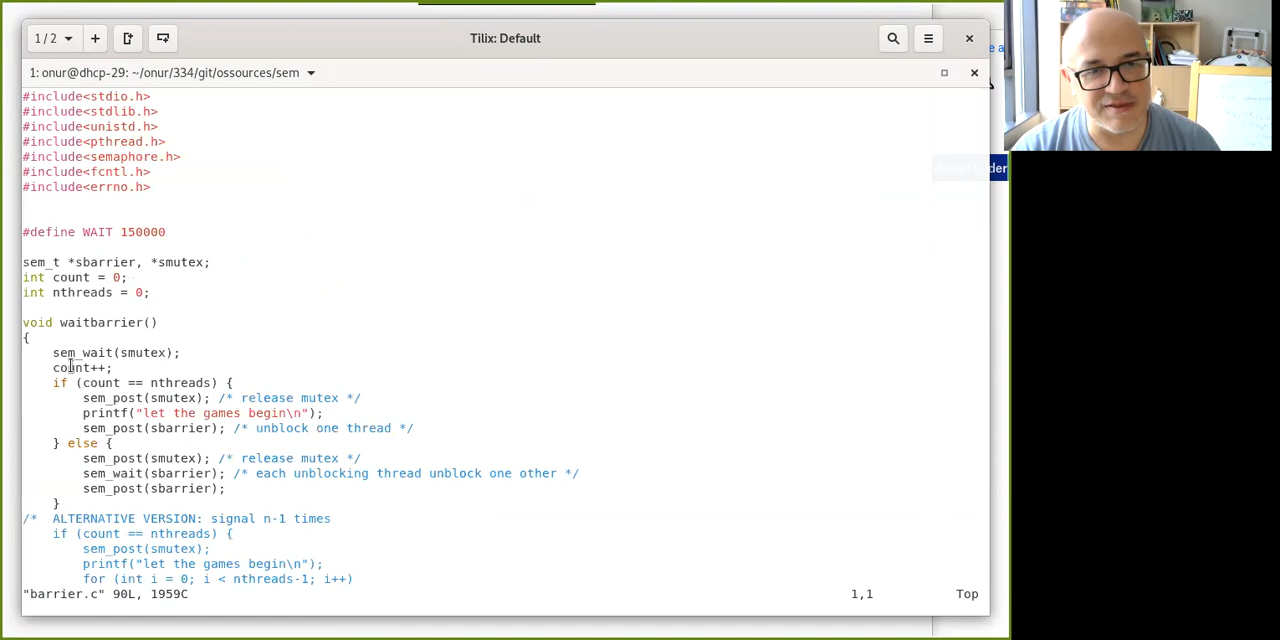 1 / 2
Tilix: Default
1: onur@dhcp-29: ~/onur/334/git/ossources/sem
#include<stdio.h>
#include<stdlib.h>
#include<unistd.h>
#include<pthread.h>
#include<semaphore.h>
#include<fcntl.h>
#include<errno.h>
#define WAIT 150000
sem_t *sbarrier, *smutex;
int count = 0;
int nthreads = 0;
void waitbarrier()
{
    sem_wait(smutex);
    count++;
    if (count == nthreads) {
        sem_post(smutex); /* release mutex */
        printf("let the games begin\n");
        sem_post(sbarrier); /* unblock one thread */
    } else {
        sem_post(smutex); /* release mutex */
        sem_wait(sbarrier); /* each unblocking thread unblock one other */
        sem_post(sbarrier);
    }
/*  ALTERNATIVE VERSION: signal n-1 times
    if (count == nthreads) {
        sem_post(smutex);
        printf("let the games begin\n");
        for (int i = 0; i < nthreads-1; i++)
"barrier.c" 90L, 1959C 1,1 Top